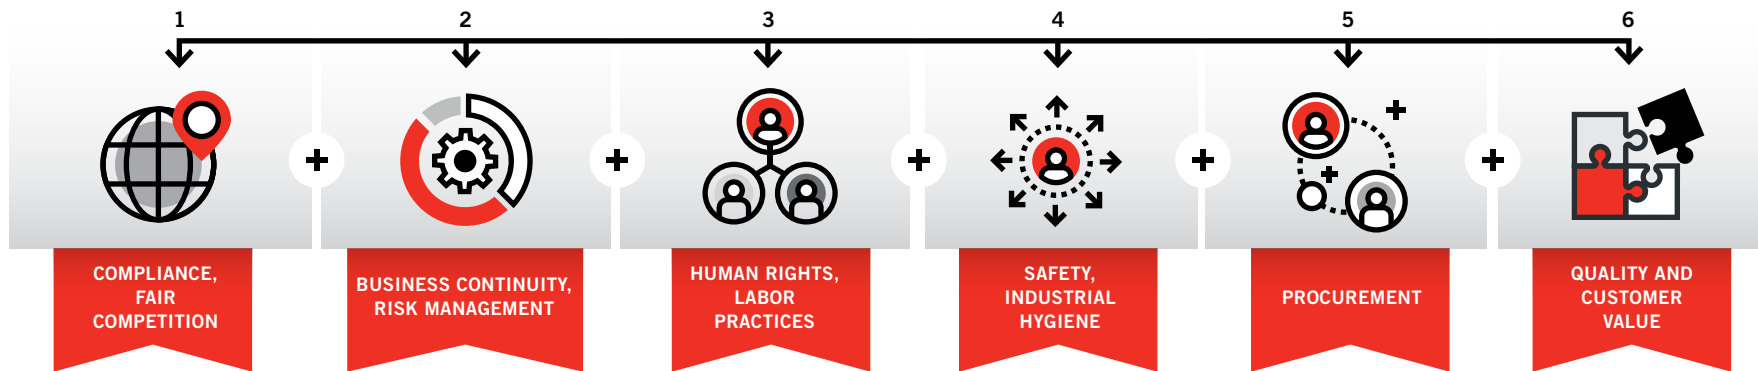 1
2
3
4
5
6
COMPLIANCE,
FAIR
COMPETITION
BUSINESS CONTINUITY,
RISK MANAGEMENT
HUMAN RIGHTS,
LABOR
PRACTICES
SAFETY,
INDUSTRIAL
HYGIENE
PROCUREMENT
QUALITY AND
CUSTOMER
VALUE